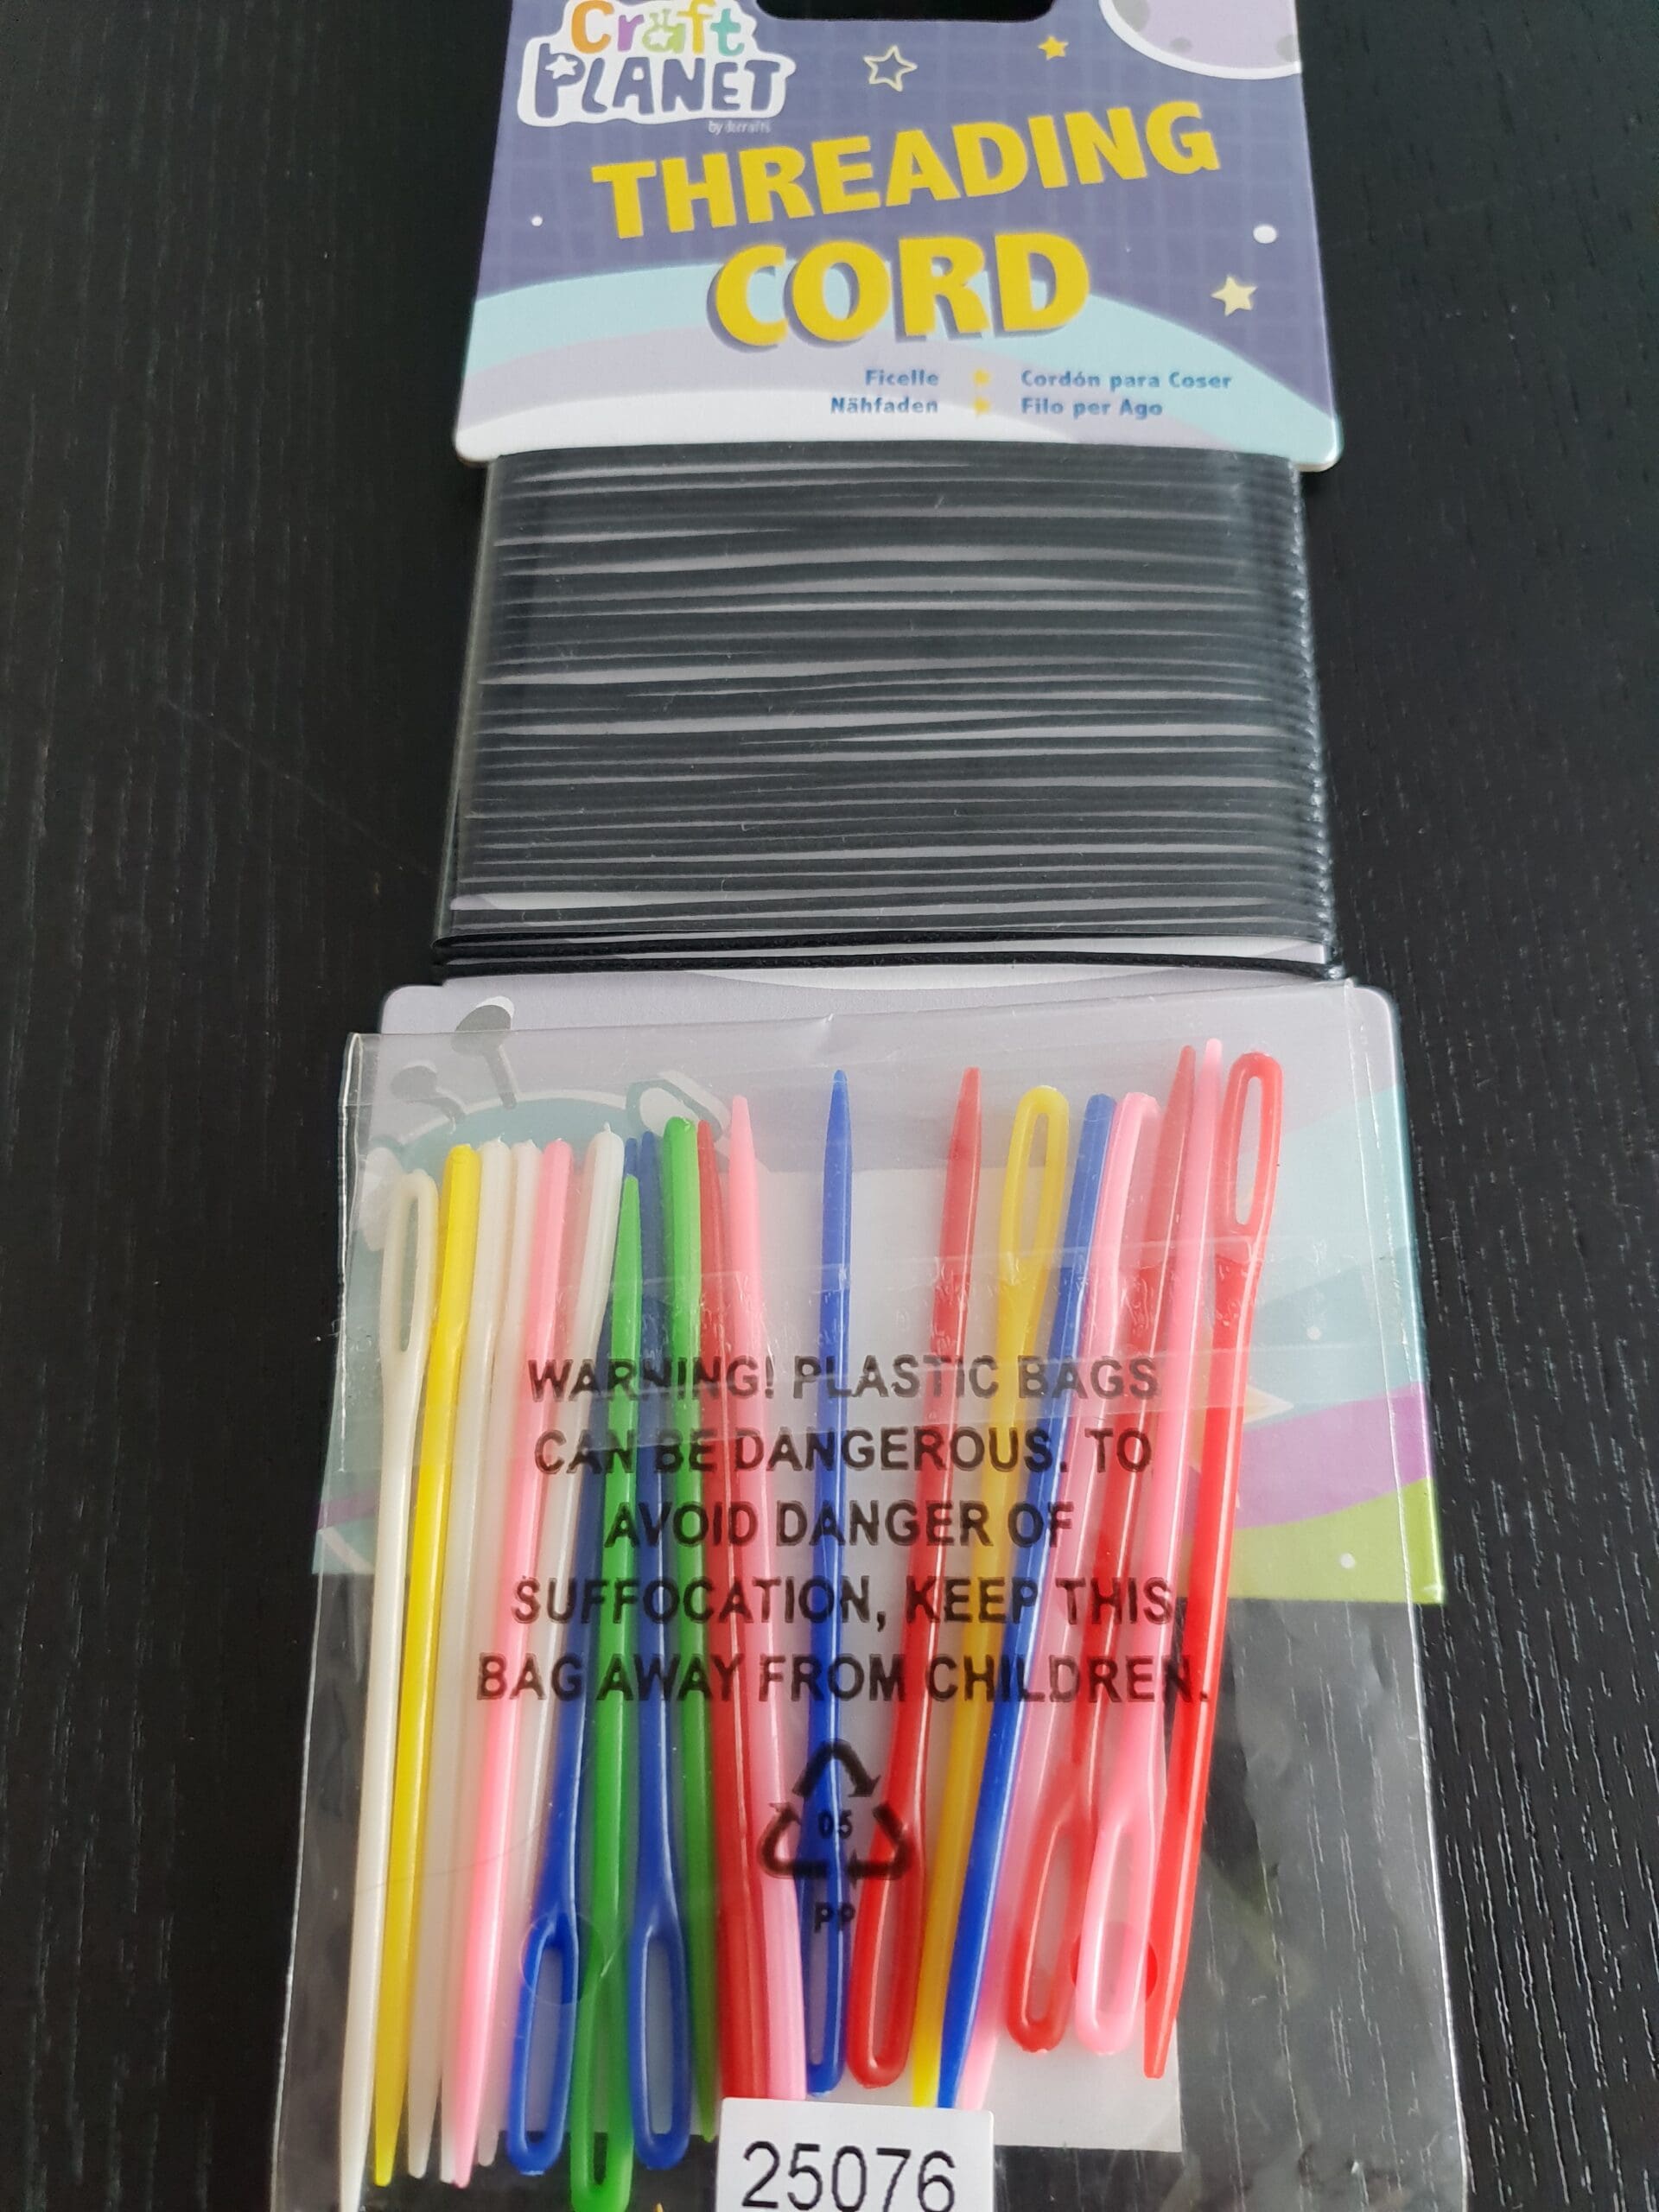 Craft
PLANET
by dcrafts
THREADING
CORD
Ficelle ★ Cordón para Coser
Nähfaden ★ Filo per Ago
WARNING! PLASTIC BAGS
CAN BE DANGEROUS. TO
AVOID DANGER OF
SUFFOCATION, KEEP THIS
BAG AWAY FROM CHILDREN.
05
PP
25076